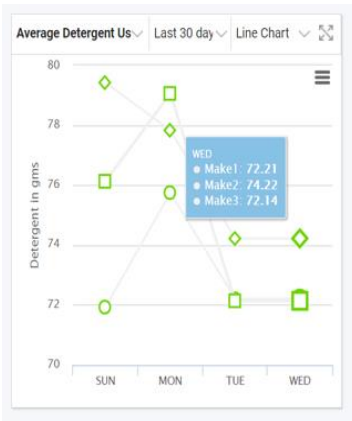 Average Detergent Us Last 30 day Line Chart
80
78
76
74
72
70
Detergent in gms
WED
Make1: 72.21
Make2: 74.22
Make3: 72.14
SUN MON TUE WED